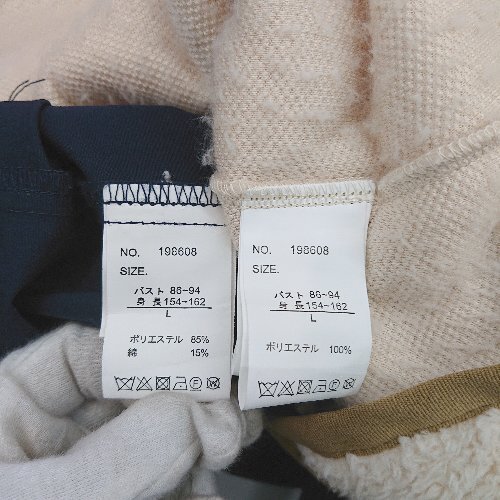 NO. 198608
SIZE.
バスト 86-94
身 長 154~162
L
ポリエステル 85%
綿 15%
NO. 198608
SIZE.
バスト 86~94
身 長 154~162
L
ポリエステル 100%